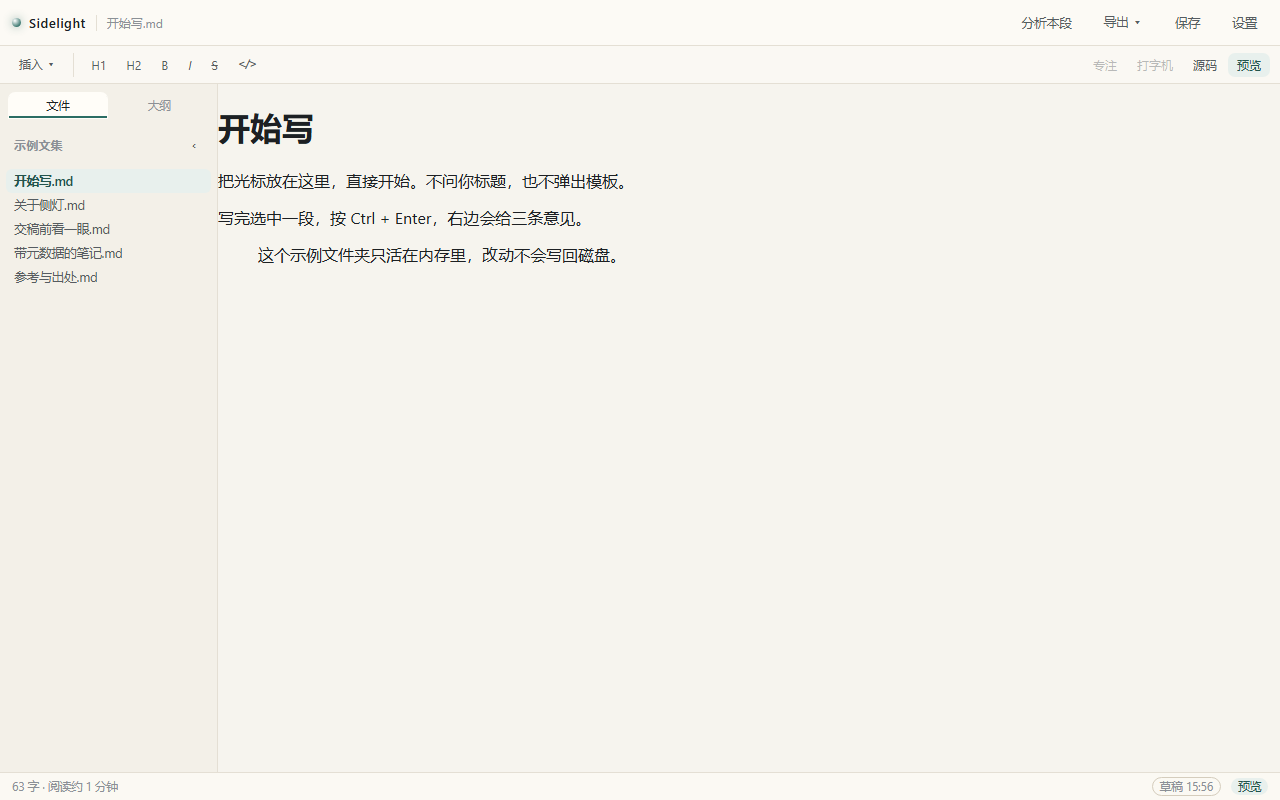 Sidelight 开始写.md 分析本段 导出 保存 设置
插入 H1 H2 B I S </> 专注 打字机 源码 预览
文件 大纲
示例文集
开始写.md
关于侧灯.md
交稿前看一眼.md
带元数据的笔记.md
参考与出处.md
开始写
把光标放在这里，直接开始。不问你标题，也不弹出模板。
写完选中一段，按 Ctrl + Enter，右边会给三条意见。
这个示例文件夹只活在内存里，改动不会写回磁盘。
63 字 · 阅读约 1 分钟 草稿 15:56 预览